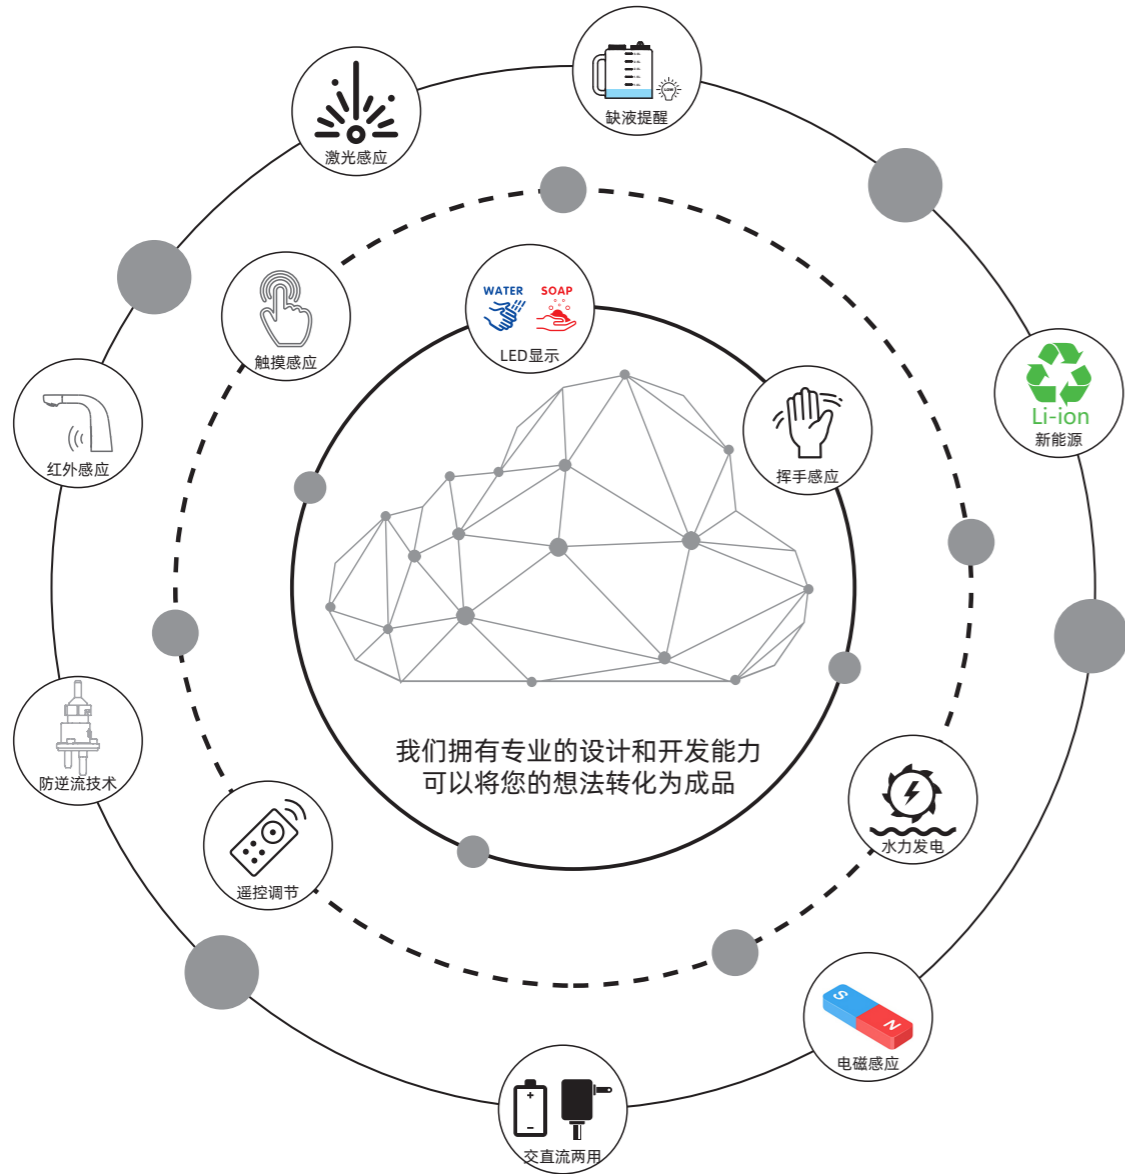 缺液提醒
激光感应
WATER SOAP
LED显示
触摸感应
Li-ion
新能源
红外感应
挥手感应
我们拥有专业的设计和开发能力
可以将您的想法转化为成品
防逆流技术
水力发电
遥控调节
S N
电磁感应
+
−
交直流两用